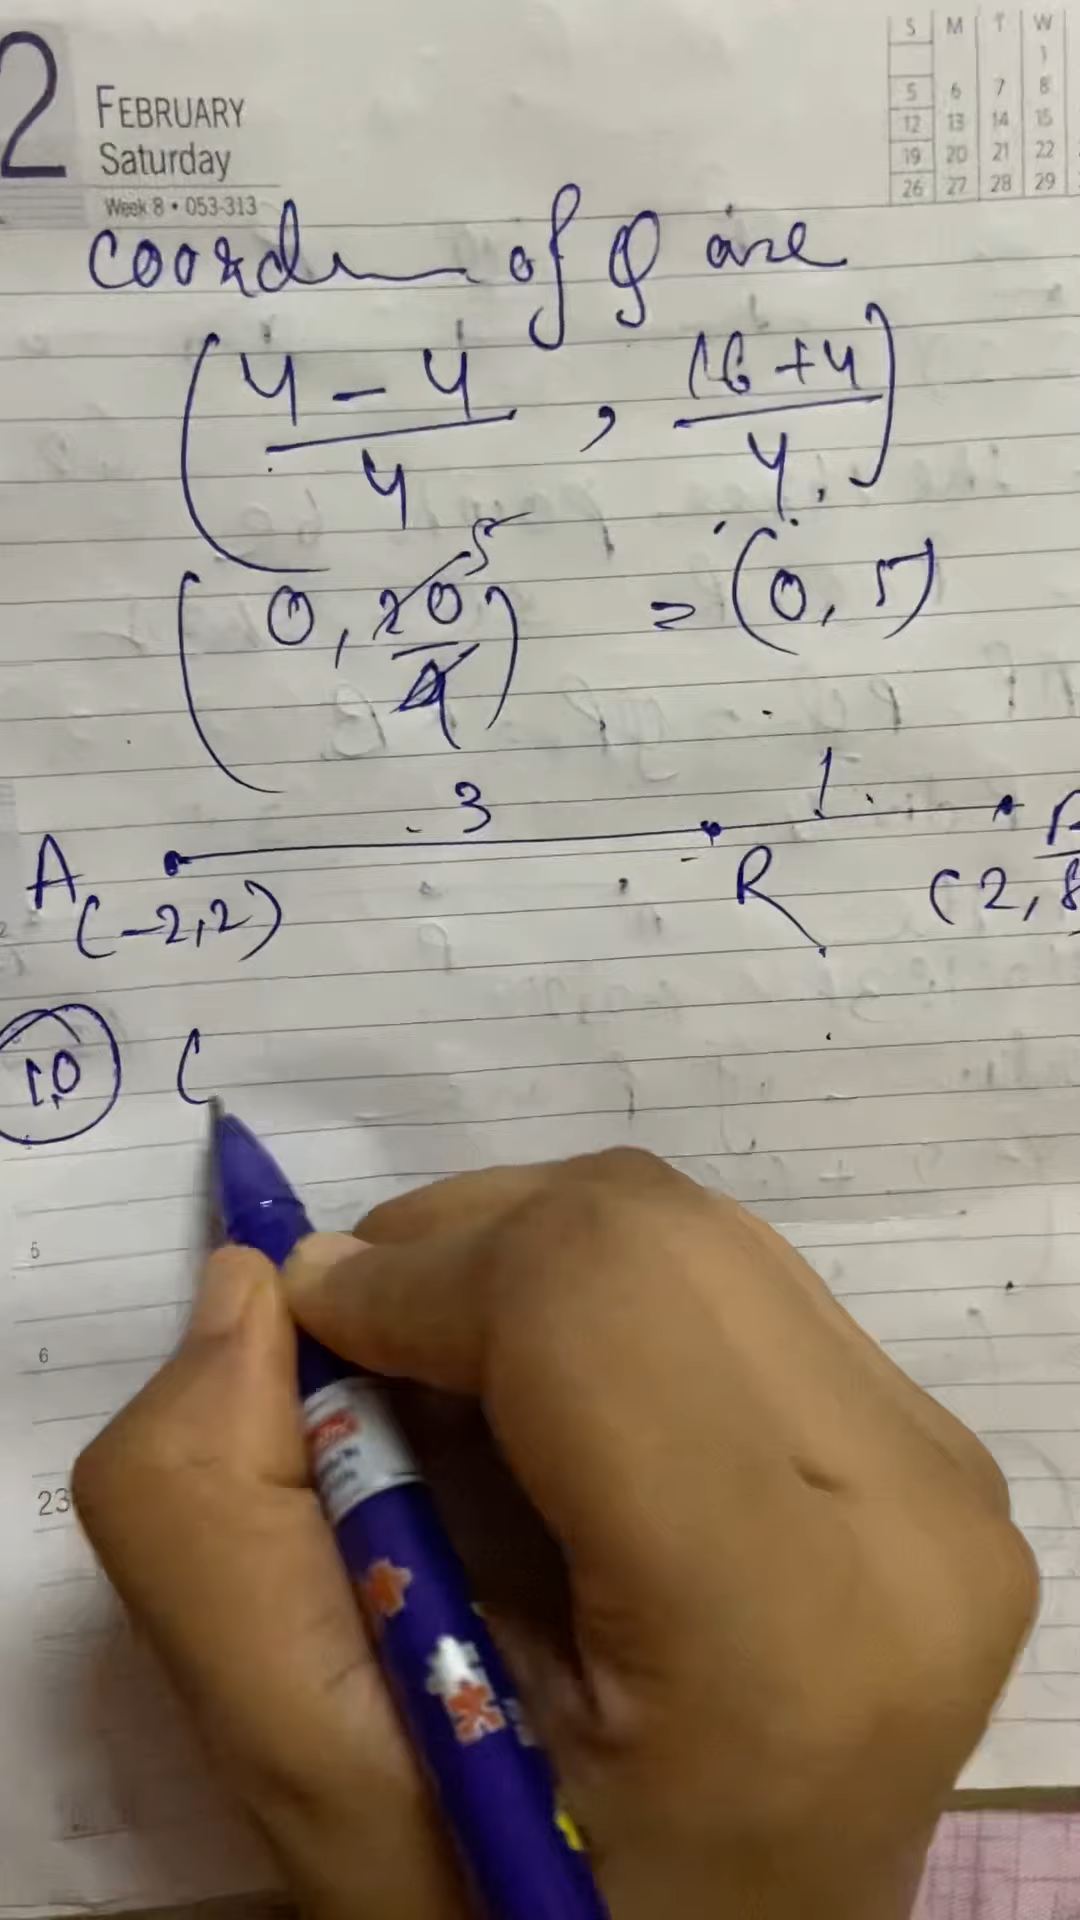 2
FEBRUARY
Saturday
Week 8 • 053-313
S M T W
1
5 6 7 8
12 13 14 15
19 20 21 22
26 27 28 29
of Q are
(4 - 4 / 4 , 16 + 4 / 4)
(0, 20/4) 5 = (0, 5)
3 1
A R
(-2,2) (2, 8
(
5
6
23